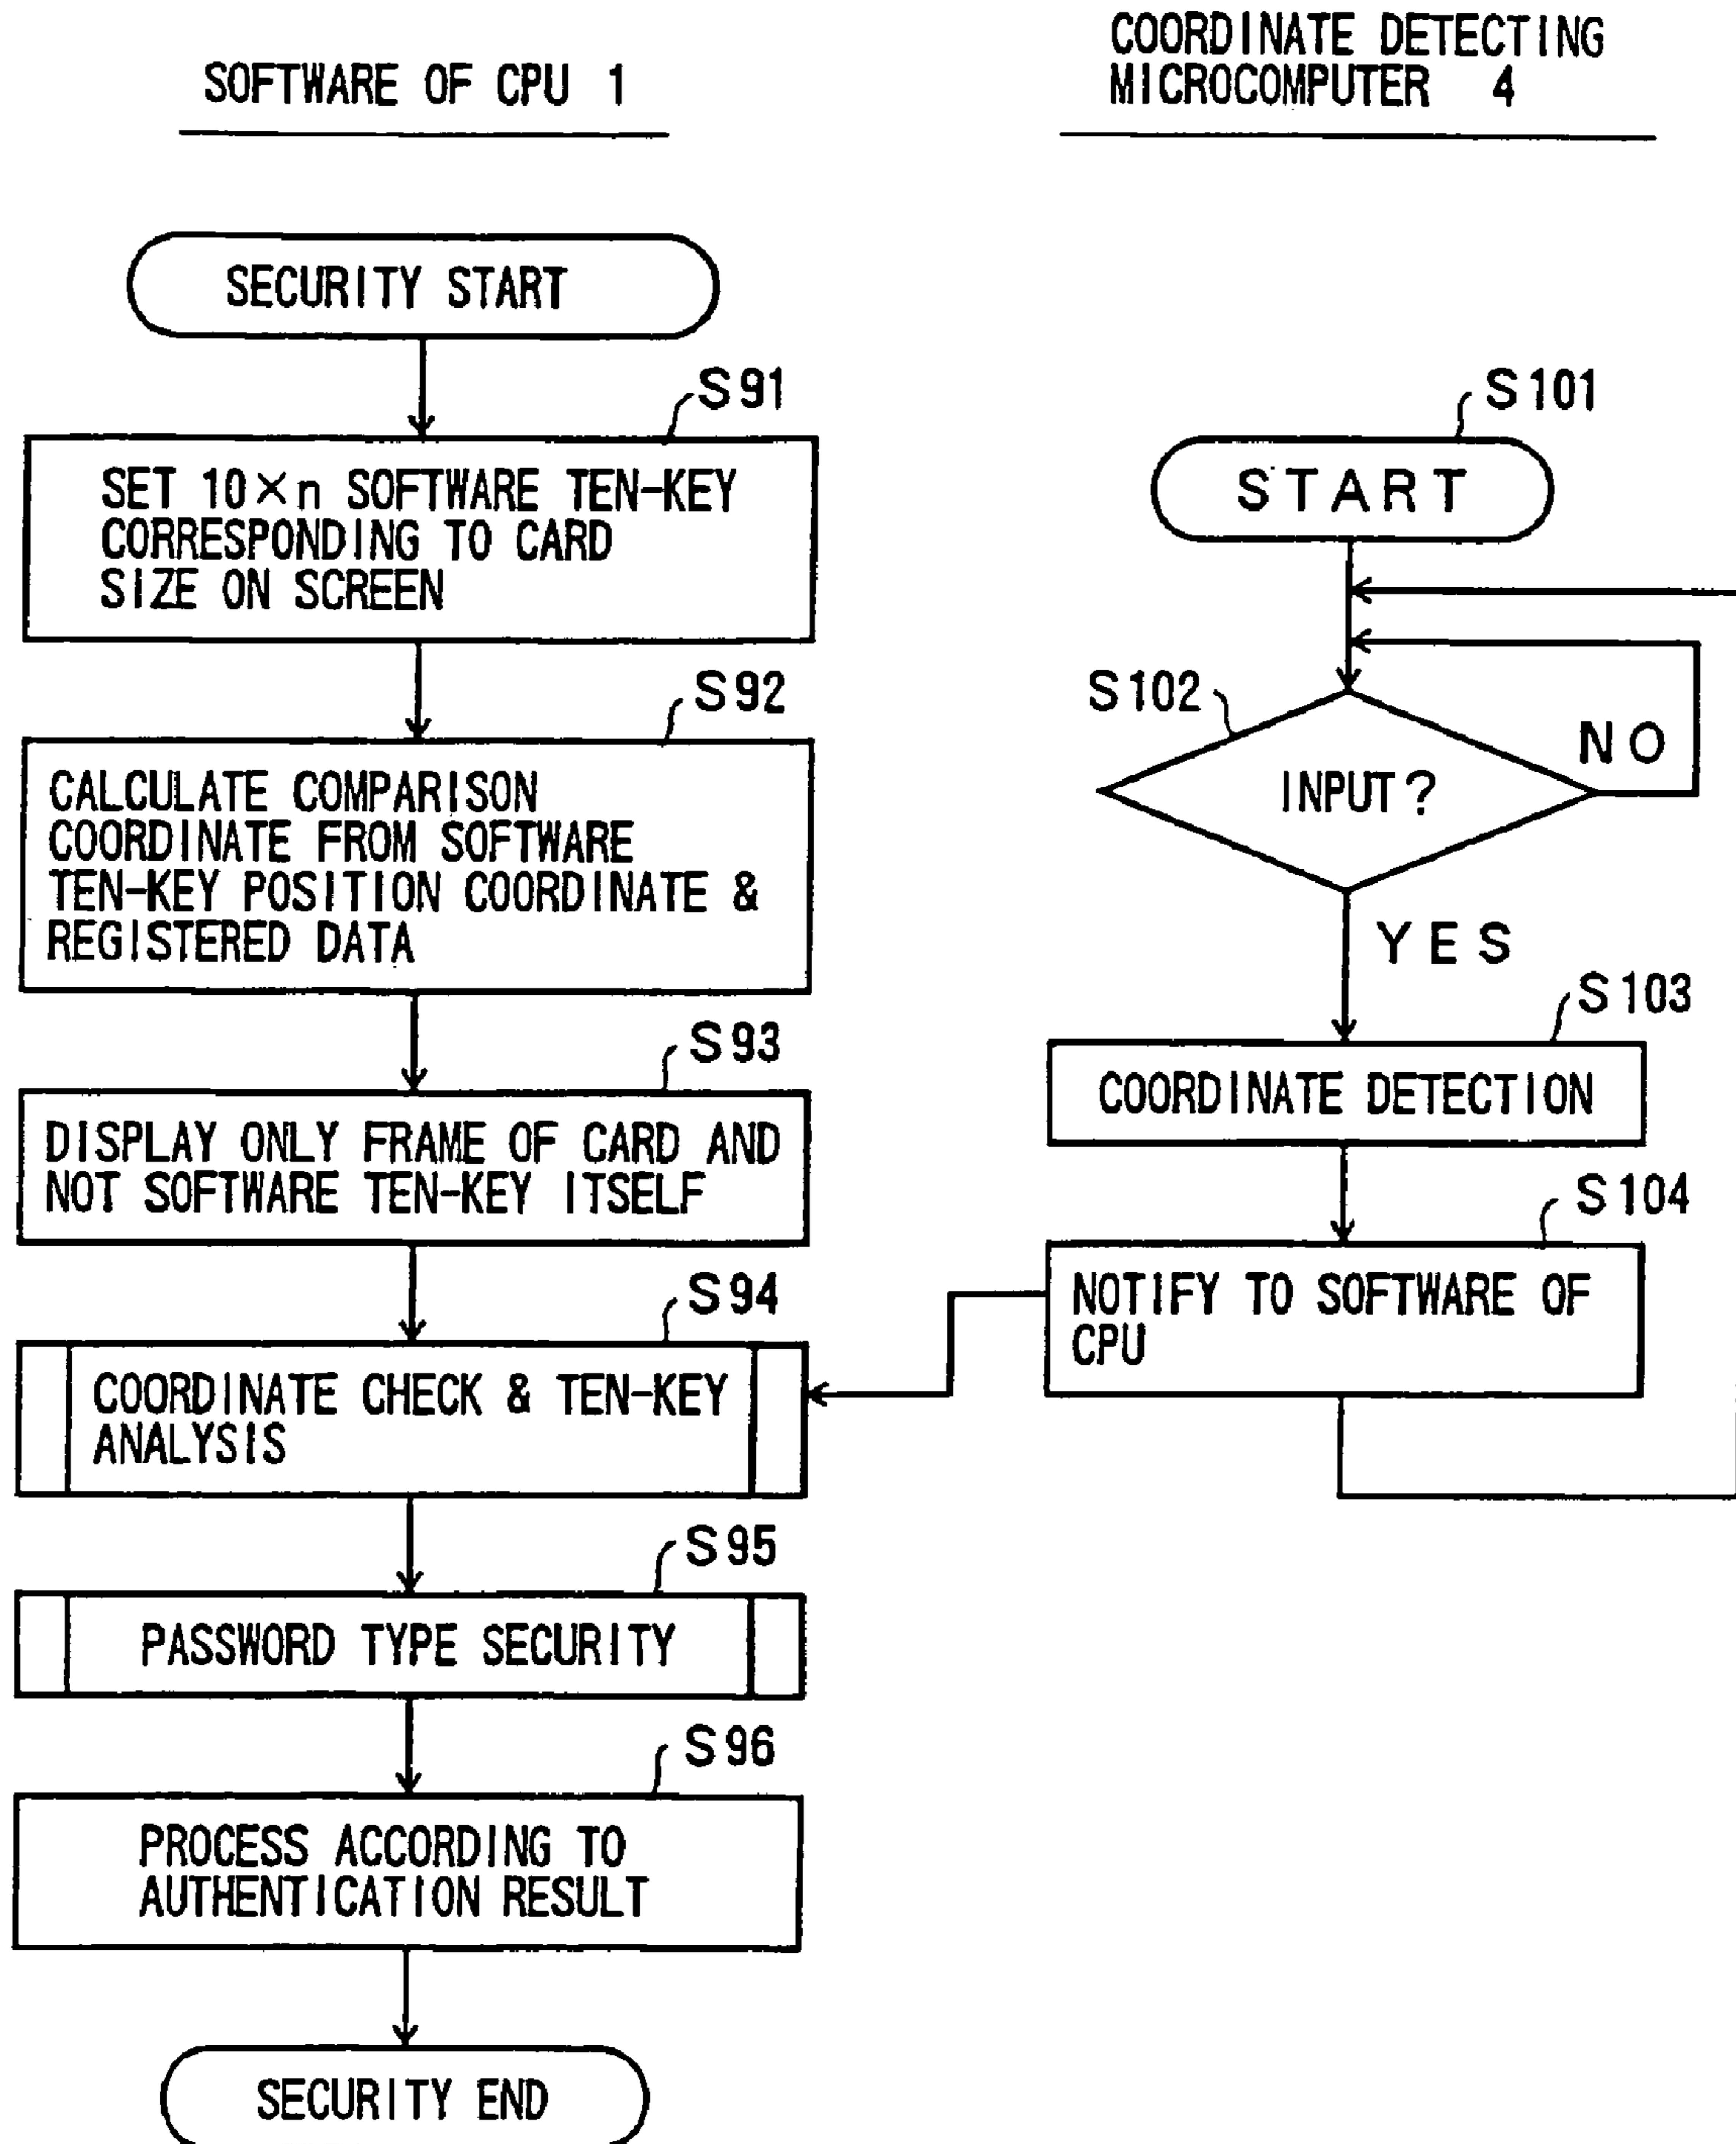 SOFTWARE OF CPU 1
SECURITY START
S91
SET 10×n SOFTWARE TEN-KEY
CORRESPONDING TO CARD
SIZE ON SCREEN
S92
CALCULATE COMPARISON
COORDINATE FROM SOFTWARE
TEN-KEY POSITION COORDINATE &
REGISTERED DATA
S93
DISPLAY ONLY FRAME OF CARD AND
NOT SOFTWARE TEN-KEY ITSELF
S94
COORDINATE CHECK & TEN-KEY
ANALYSIS
S95
PASSWORD TYPE SECURITY
S96
PROCESS ACCORDING TO
AUTHENTICATION RESULT
SECURITY END
COORDINATE DETECTING
MICROCOMPUTER 4
S101
START
S102
INPUT?
NO
YES
S103
COORDINATE DETECTION
S104
NOTIFY TO SOFTWARE OF
CPU